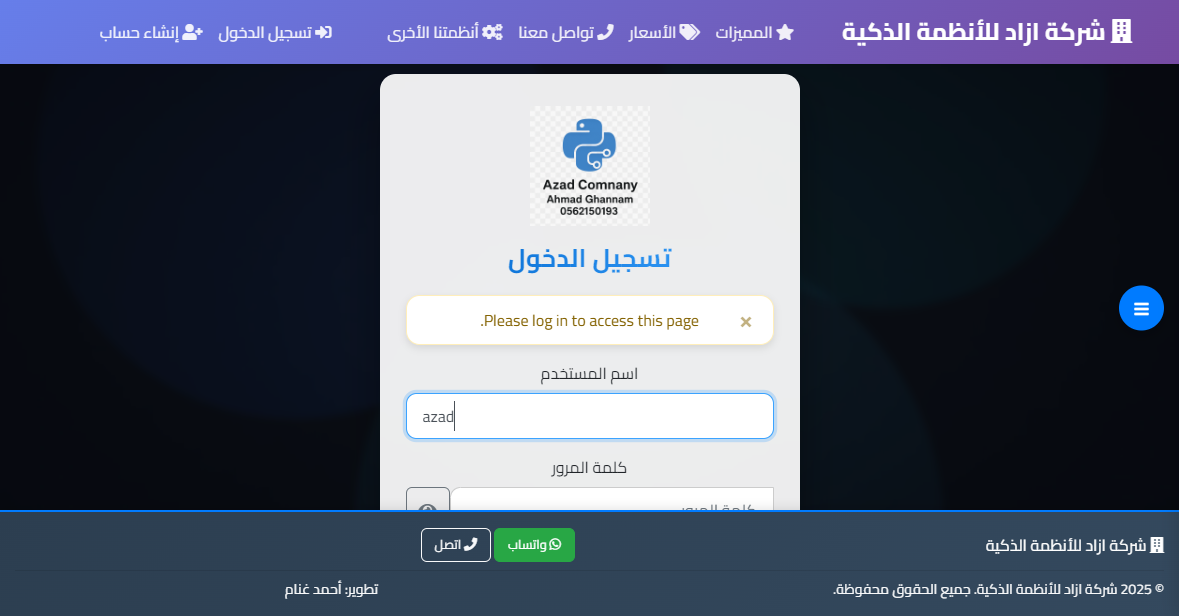 شركة ازاد للأنظمة الذكية
المميزات
الأسعار
تواصل معنا
أنظمتنا الأخرى
تسجيل الدخول
إنشاء حساب
Azad Comnany
Ahmad Ghannam
0562150193
تسجيل الدخول
.Please log in to access this page
اسم المستخدم
azad
كلمة المرور
كلمة المرور
شركة ازاد للأنظمة الذكية
واتساب
اتصل
© 2025 شركة ازاد للأنظمة الذكية. جميع الحقوق محفوظة.
تطوير: أحمد غنام